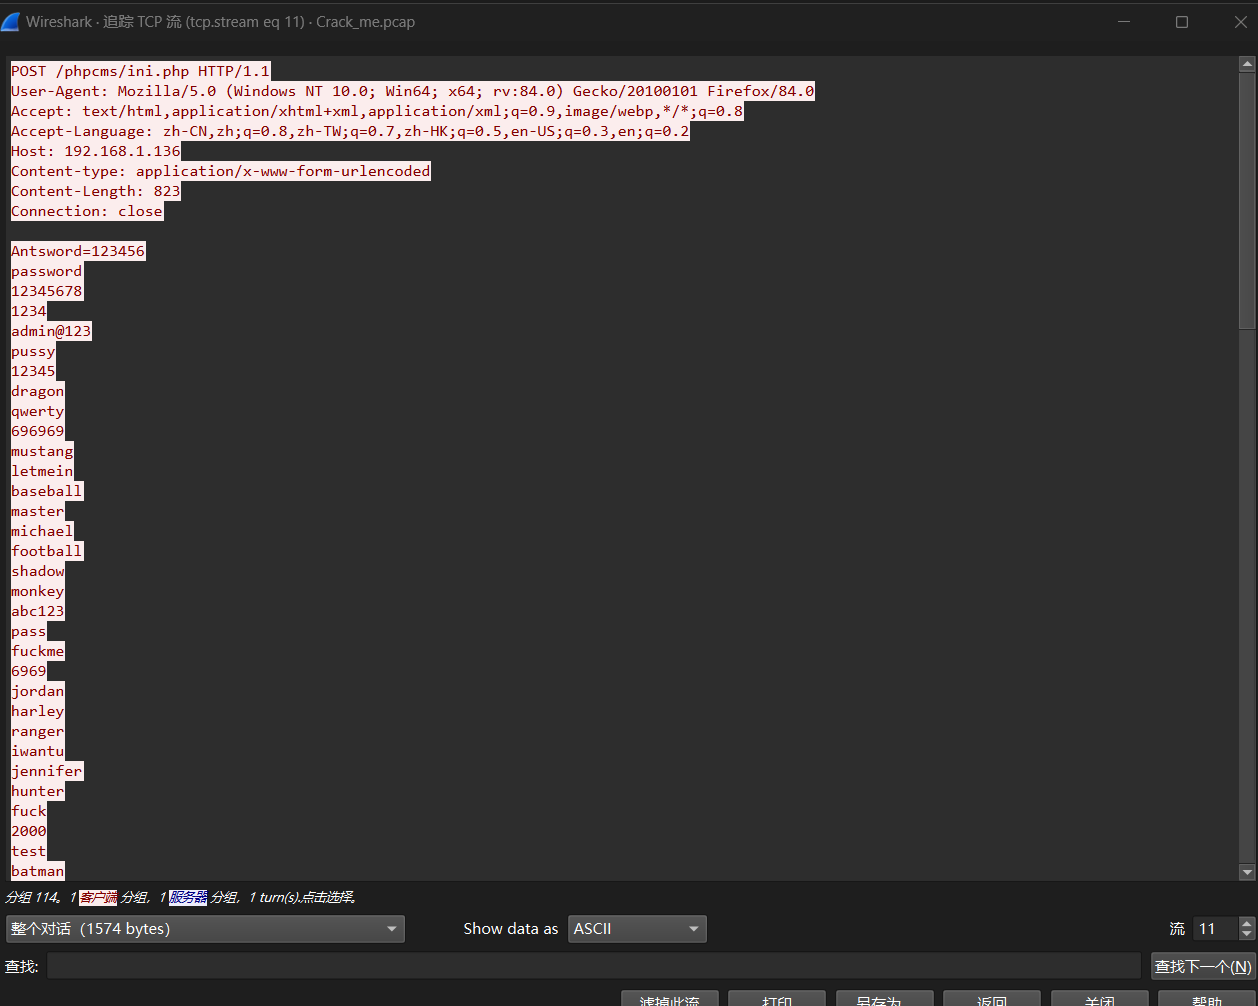 Wireshark · 追踪 TCP 流 (tcp.stream eq 11) · Crack_me.pcap
POST /phpcms/ini.php HTTP/1.1
User-Agent: Mozilla/5.0 (Windows NT 10.0; Win64; x64; rv:84.0) Gecko/20100101 Firefox/84.0
Accept: text/html,application/xhtml+xml,application/xml;q=0.9,image/webp,*/*;q=0.8
Accept-Language: zh-CN,zh;q=0.8,zh-TW;q=0.7,zh-HK;q=0.5,en-US;q=0.3,en;q=0.2
Host: 192.168.1.136
Content-type: application/x-www-form-urlencoded
Content-Length: 823
Connection: close
Antsword=123456
password
12345678
1234
admin@123
pussy
12345
dragon
qwerty
696969
mustang
letmein
baseball
master
michael
football
shadow
monkey
abc123
pass
fuckme
6969
jordan
harley
ranger
iwantu
jennifer
hunter
fuck
2000
test
batman
分组 114。1 客户端 分组，1 服务器 分组，1 turn(s).点击选择。
整个对话（1574 bytes） Show data as ASCII 流 11
查找: 查找下一个(N)
滤掉此流 打印 另存为… 返回 关闭 帮助